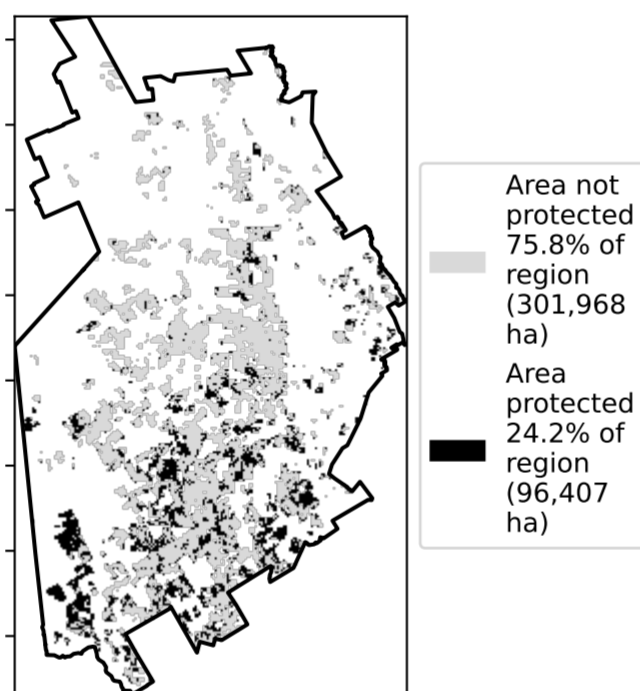 Area not
protected
75.8% of
region
(301,968
ha)
Area
protected
24.2% of
region
(96,407
ha)